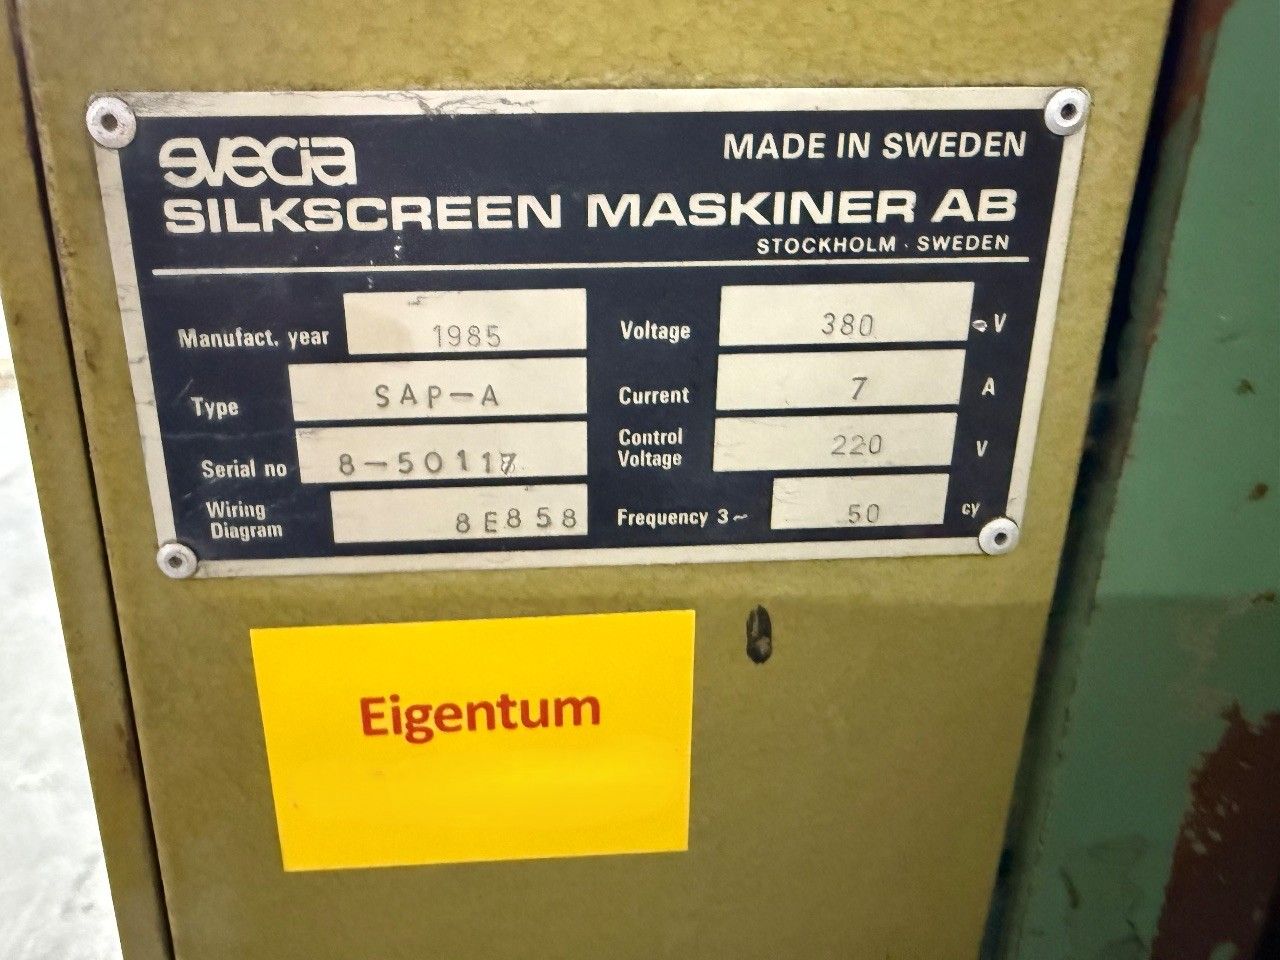 svecia
MADE IN SWEDEN
SILKSCREEN MASKINER AB
STOCKHOLM · SWEDEN
Manufact. year 1985
Voltage 380 V
Type SAP-A
Current 7 A
Serial no 8-50117
Control Voltage 220 V
Wiring Diagram 8E858
Frequency 3~ 50 cy
Eigentum